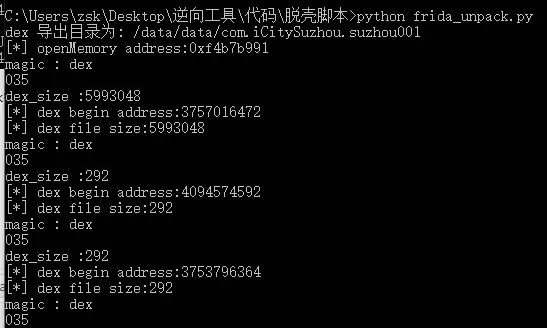 C:\Users\zsk\Desktop\逆向工具\代码\脱壳脚本>python frida_unpack.py
dex 导出目录为: /data/data/com.iCitySuzhou.suzhou001
[*] openMemory address:0xf4b7b991
magic : dex
035
dex_size :5993048
[*] dex begin address:3757016472
[*] dex file size:5993048
magic : dex
035
dex_size :292
[*] dex begin address:4094574592
[*] dex file size:292
magic : dex
035
dex_size :292
[*] dex begin address:3753796364
[*] dex file size:292
magic : dex
035